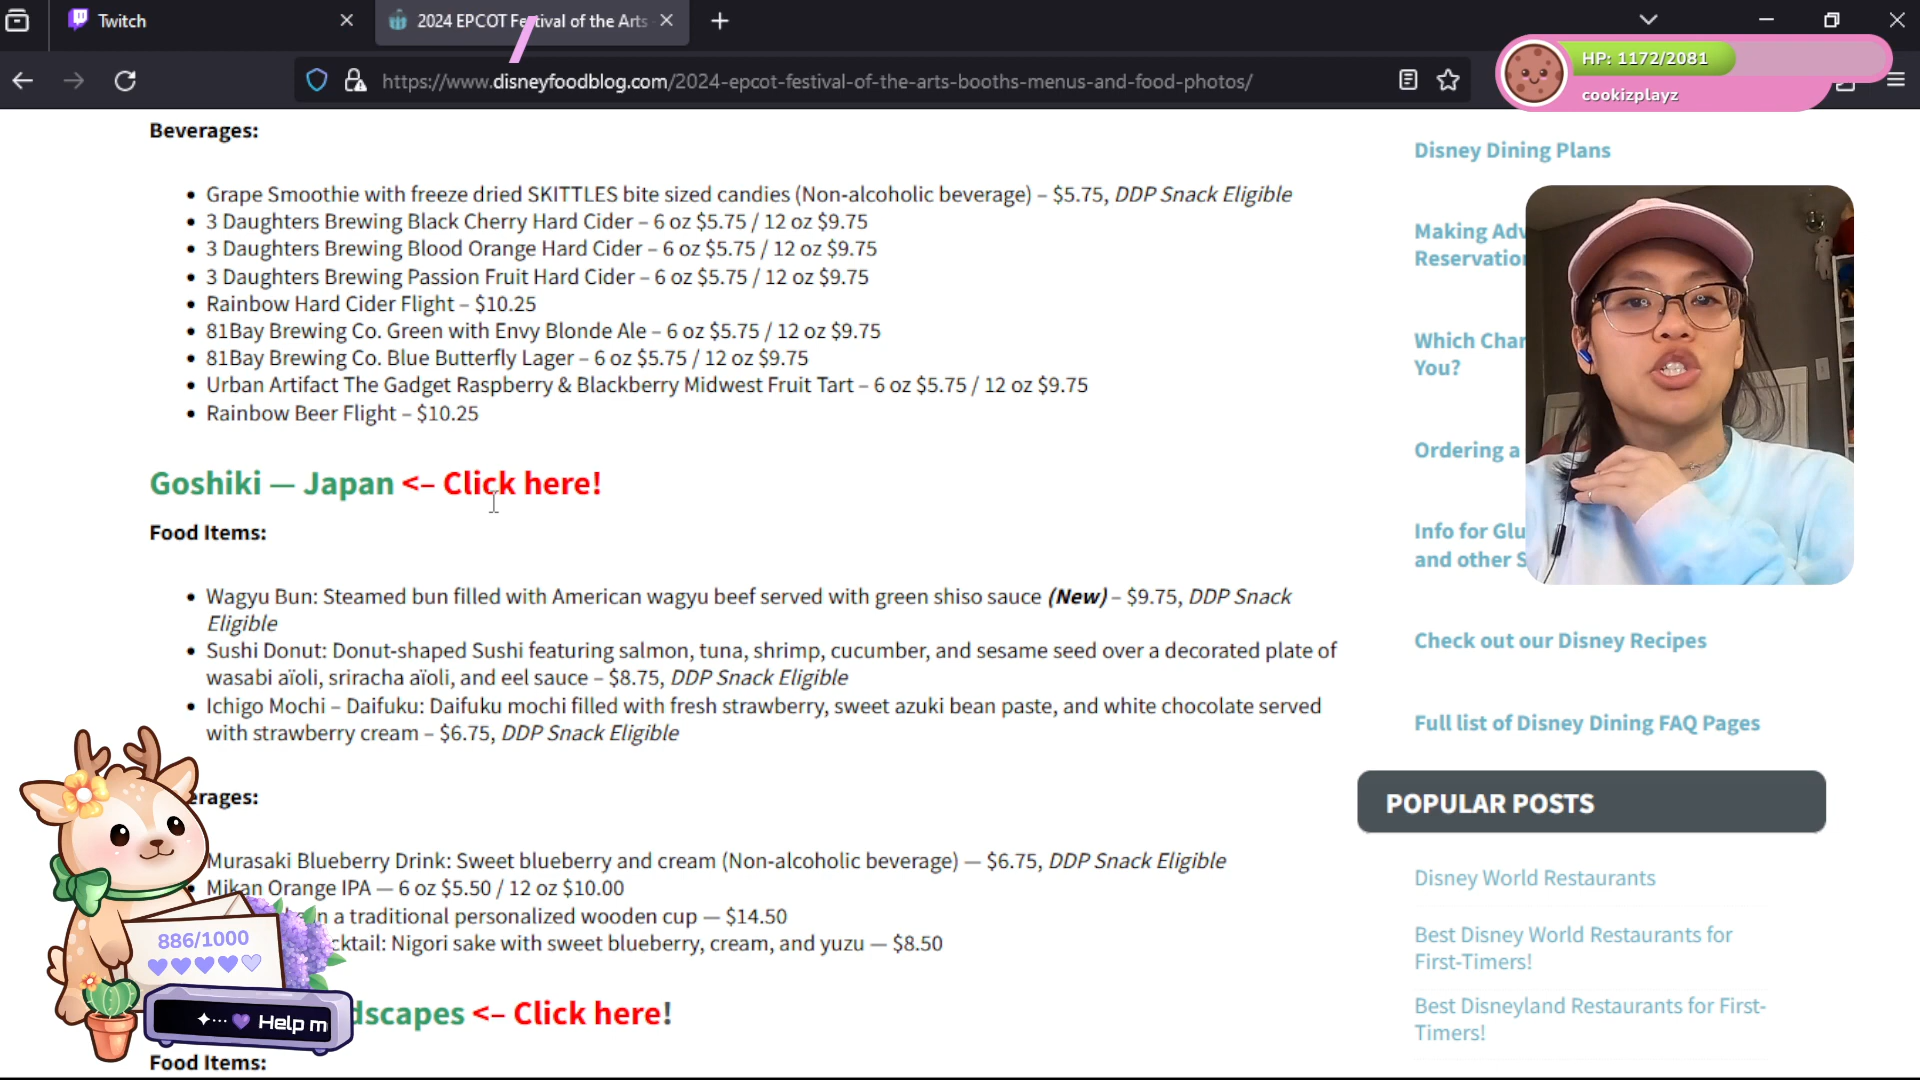 Twitch
2024 EPCOT Festival of the Arts
https://www.disneyfoodblog.com/2024-epcot-festival-of-the-arts-booths-menus-and-food-photos/
HP: 1172/2081
cookizplayz
Beverages:
• Grape Smoothie with freeze dried SKITTLES bite sized candies (Non-alcoholic beverage) – $5.75, DDP Snack Eligible
• 3 Daughters Brewing Black Cherry Hard Cider – 6 oz $5.75 / 12 oz $9.75
• 3 Daughters Brewing Blood Orange Hard Cider – 6 oz $5.75 / 12 oz $9.75
• 3 Daughters Brewing Passion Fruit Hard Cider – 6 oz $5.75 / 12 oz $9.75
• Rainbow Hard Cider Flight – $10.25
• 81Bay Brewing Co. Green with Envy Blonde Ale – 6 oz $5.75 / 12 oz $9.75
• 81Bay Brewing Co. Blue Butterfly Lager – 6 oz $5.75 / 12 oz $9.75
• Urban Artifact The Gadget Raspberry & Blackberry Midwest Fruit Tart – 6 oz $5.75 / 12 oz $9.75
• Rainbow Beer Flight – $10.25
Goshiki — Japan <– Click here!
Food Items:
• Wagyu Bun: Steamed bun filled with American wagyu beef served with green shiso sauce (New) – $9.75, DDP Snack
Eligible
• Sushi Donut: Donut-shaped Sushi featuring salmon, tuna, shrimp, cucumber, and sesame seed over a decorated plate of
wasabi aïoli, sriracha aïoli, and eel sauce – $8.75, DDP Snack Eligible
• Ichigo Mochi – Daifuku: Daifuku mochi filled with fresh strawberry, sweet azuki bean paste, and white chocolate served
with strawberry cream – $6.75, DDP Snack Eligible
erages:
Murasaki Blueberry Drink: Sweet blueberry and cream (Non-alcoholic beverage) — $6.75, DDP Snack Eligible
• Mikan Orange IPA — 6 oz $5.50 / 12 oz $10.00
in a traditional personalized wooden cup — $14.50
cktail: Nigori sake with sweet blueberry, cream, and yuzu — $8.50
dscapes <– Click here!
Food Items:
886/1000
Help m
Disney Dining Plans
Making Adv
Reservation
Which Char
You?
Ordering a
Info for Glu
and other S
Check out our Disney Recipes
Full list of Disney Dining FAQ Pages
POPULAR POSTS
Disney World Restaurants
Best Disney World Restaurants for
First-Timers!
Best Disneyland Restaurants for First-
Timers!